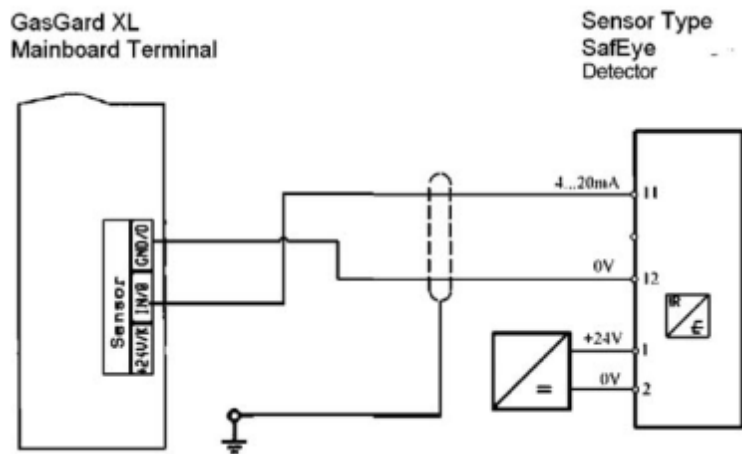 GasGard XL
Mainboard Terminal
Sensor Type
SafEye
Detector
4...20mA
11
0V
12
+24V
1
0V
2
Sensor
GND/D
IN/B
+24V/K
IR
=